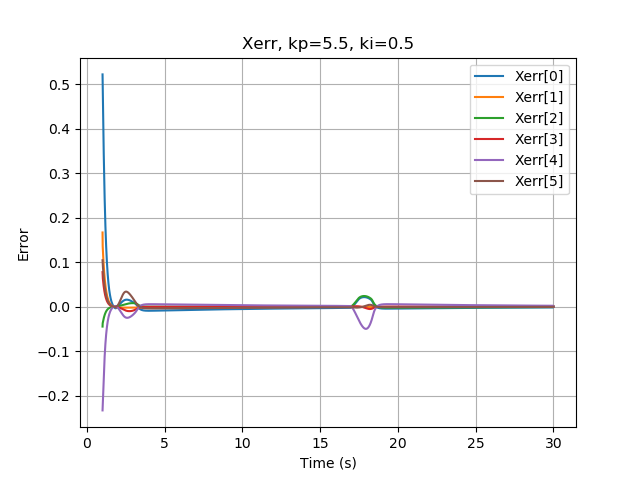 Xerr, kp=5.5, ki=0.5
Xerr[0]
Xerr[1]
Xerr[2]
Xerr[3]
Xerr[4]
Xerr[5]
0.5
0.4
0.3
0.2
0.1
0.0
−0.1
−0.2
Error
0 5 10 15 20 25 30
Time (s)